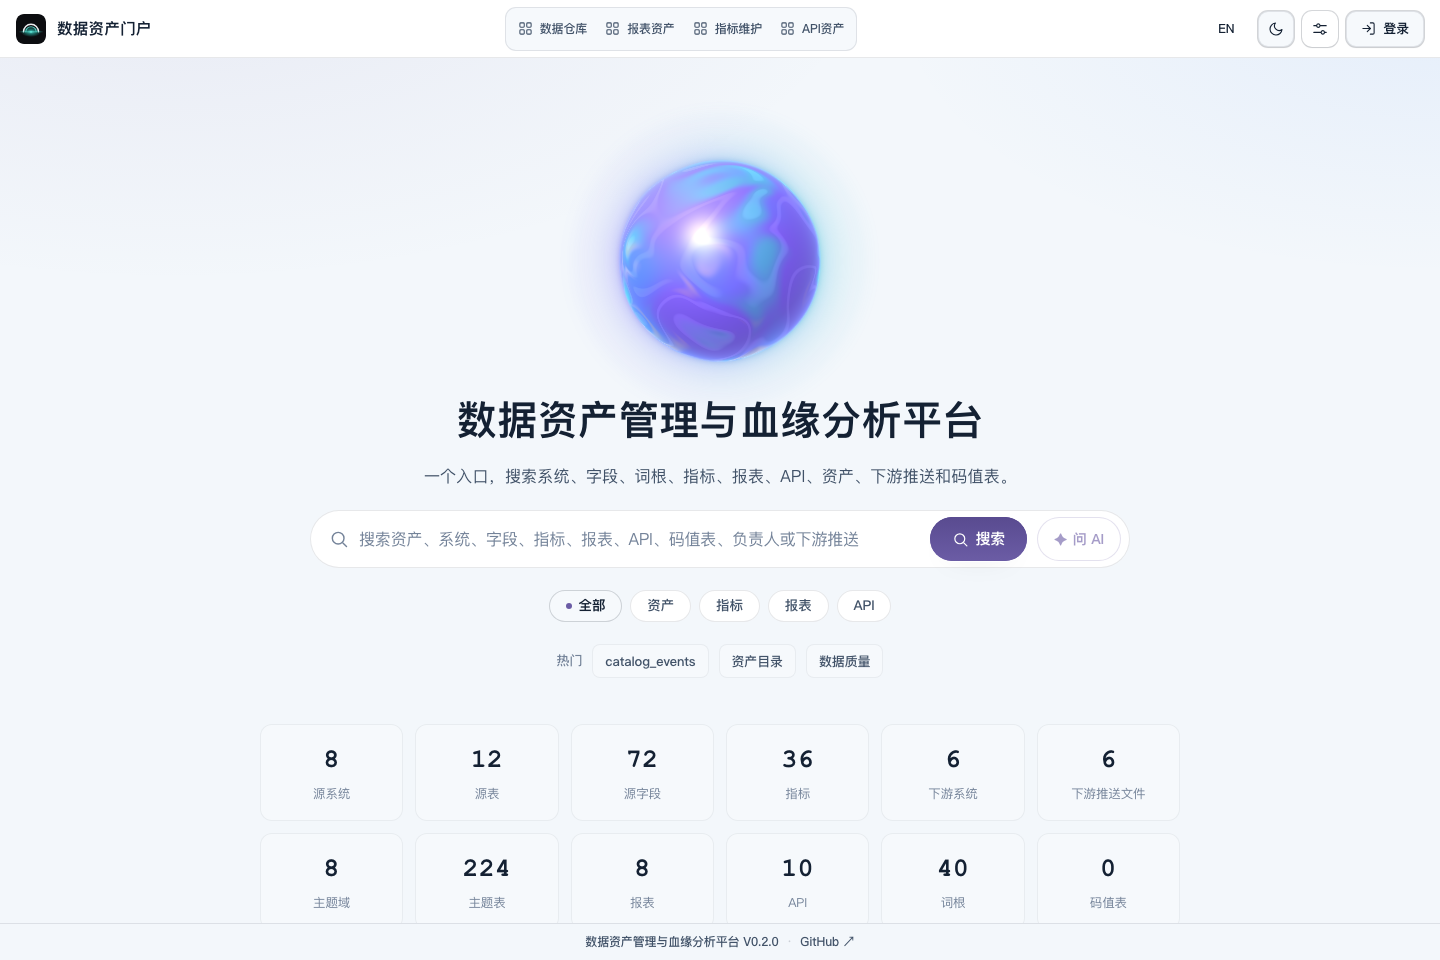 数据资产门户
数据仓库 报表资产 指标维护 API资产
EN
登录
数据资产管理与血缘分析平台
一个入口，搜索系统、字段、词根、指标、报表、API、资产、下游推送和码值表。
搜索资产、系统、字段、指标、报表、API、码值表、负责人或下游推送
搜索
问 AI
全部 资产 指标 报表 API
热门 catalog_events 资产目录 数据质量
8 12 72 36 6 6
源系统 源表 源字段 指标 下游系统 下游推送文件
8 224 8 10 40 0
主题域 主题表 报表 API 词根 码值表
数据资产管理与血缘分析平台 V0.2.0 · GitHub ↗